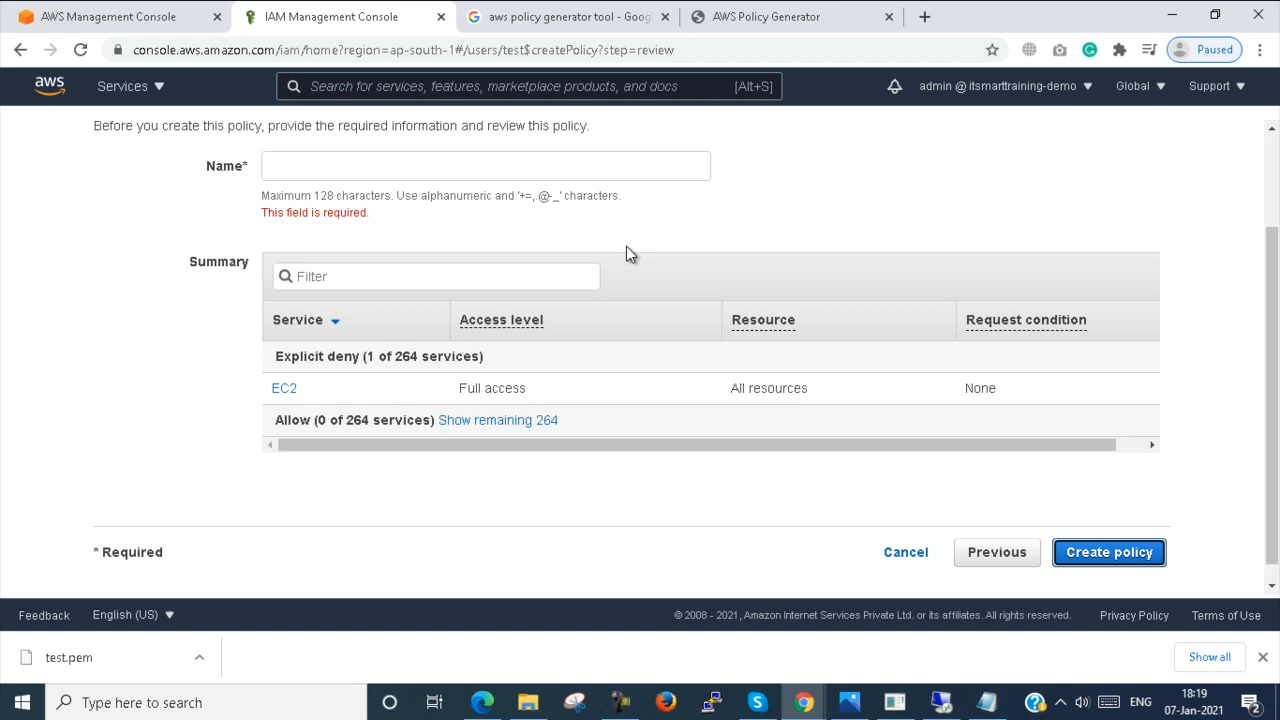 AWS Management Console
IAM Management Console
aws policy generator tool - Goog
AWS Policy Generator
console.aws.amazon.com/iam/home?region=ap-south-1#/users/test$createPolicy?step=review
Paused
aws
Services
Search for services, features, marketplace products, and docs
[Alt+S]
admin @ itsmarttraining-demo
Global
Support
Before you create this policy, provide the required information and review this policy.
Name*
Maximum 128 characters. Use alphanumeric and '+=,.@-_' characters.
This field is required.
Summary
Filter
Service
Access level
Resource
Request condition
Explicit deny (1 of 264 services)
EC2
Full access
All resources
None
Allow (0 of 264 services) Show remaining 264
* Required
Cancel
Previous
Create policy
Feedback
English (US)
© 2008 - 2021, Amazon Internet Services Private Ltd. or its affiliates. All rights reserved.
Privacy Policy
Terms of Use
test.pem
Show all
Type here to search
ENG
18:19
07-Jan-2021
2